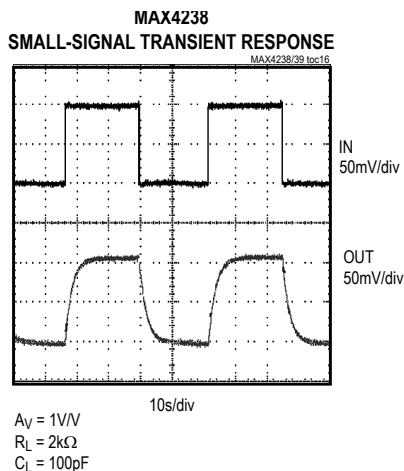 MAX4238
SMALL-SIGNAL TRANSIENT RESPONSE
MAX4238/39 toc16
IN
50mV/div
OUT
50mV/div
10s/div
AV = 1V/V
RL = 2kΩ
CL = 100pF